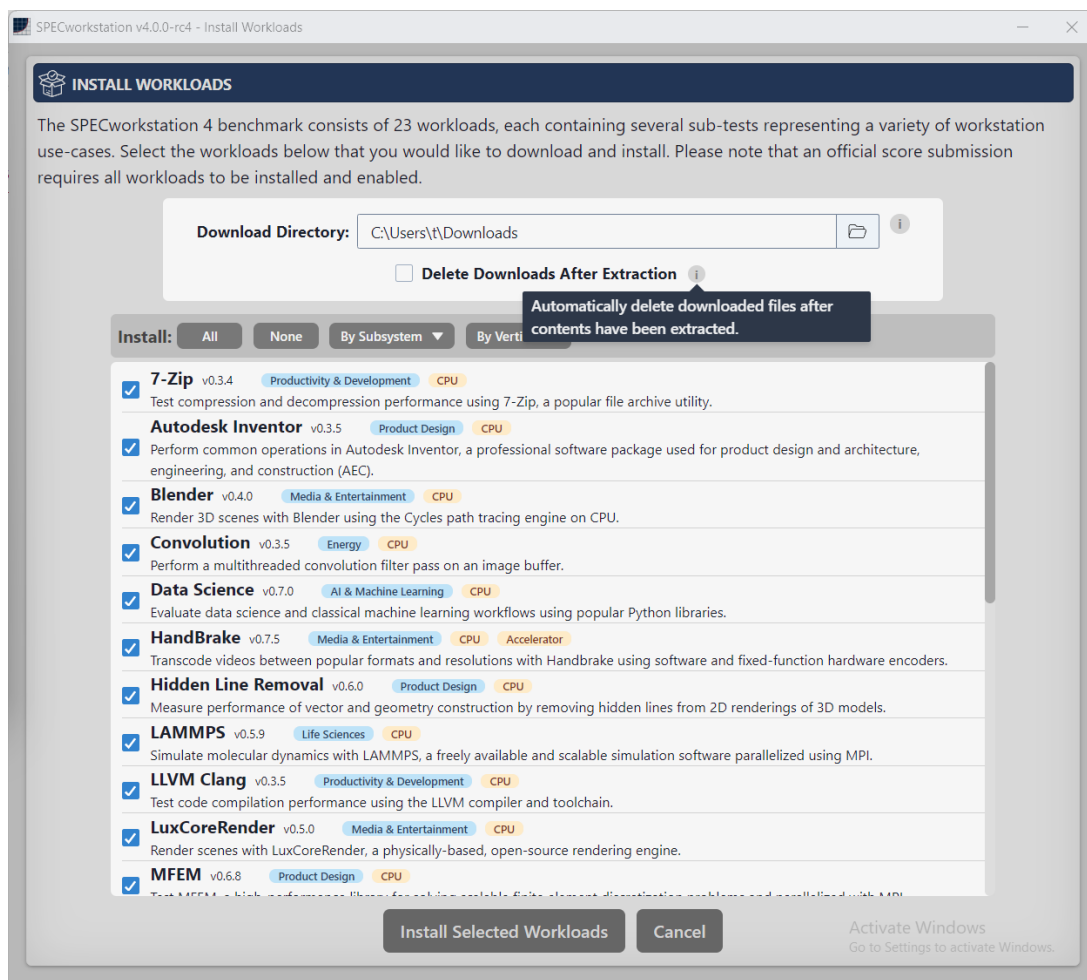 SPECworkstation v4.0.0-rc4 - Install Workloads
INSTALL WORKLOADS
The SPECworkstation 4 benchmark consists of 23 workloads, each containing several sub-tests representing a variety of workstation
use-cases. Select the workloads below that you would like to download and install. Please note that an official score submission
requires all workloads to be installed and enabled.
Download Directory: C:\Users\t\Downloads
Delete Downloads After Extraction
Automatically delete downloaded files after
contents have been extracted.
Install: All None By Subsystem By
7-Zip v0.3.4 Productivity & Development CPU
Test compression and decompression performance using 7-Zip, a popular file archive utility.
Autodesk Inventor v0.3.5 Product Design CPU
Perform common operations in Autodesk Inventor, a professional software package used for product design and architecture,
engineering, and construction (AEC).
Blender v0.4.0 Media & Entertainment CPU
Render 3D scenes with Blender using the Cycles path tracing engine on CPU.
Convolution v0.3.5 Energy CPU
Perform a multithreaded convolution filter pass on an image buffer.
Data Science v0.7.0 AI & Machine Learning CPU
Evaluate data science and classical machine learning workflows using popular Python libraries.
HandBrake v0.7.5 Media & Entertainment CPU Accelerator
Transcode videos between popular formats and resolutions with Handbrake using software and fixed-function hardware encoders.
Hidden Line Removal v0.6.0 Product Design CPU
Measure performance of vector and geometry construction by removing hidden lines from 2D renderings of 3D models.
LAMMPS v0.5.9 Life Sciences CPU
Simulate molecular dynamics with LAMMPS, a freely available and scalable simulation software parallelized using MPI.
LLVM Clang v0.3.5 Productivity & Development CPU
Test code compilation performance using the LLVM compiler and toolchain.
LuxCoreRender v0.5.0 Media & Entertainment CPU
Render scenes with LuxCoreRender, a physically-based, open-source rendering engine.
MFEM v0.6.8 Product Design CPU
Test MFEM, a high-performance library for solving scalable finite element discretization problems and parallelized with MPI.
Install Selected Workloads Cancel
Activate Windows
Go to Settings to activate Windows.